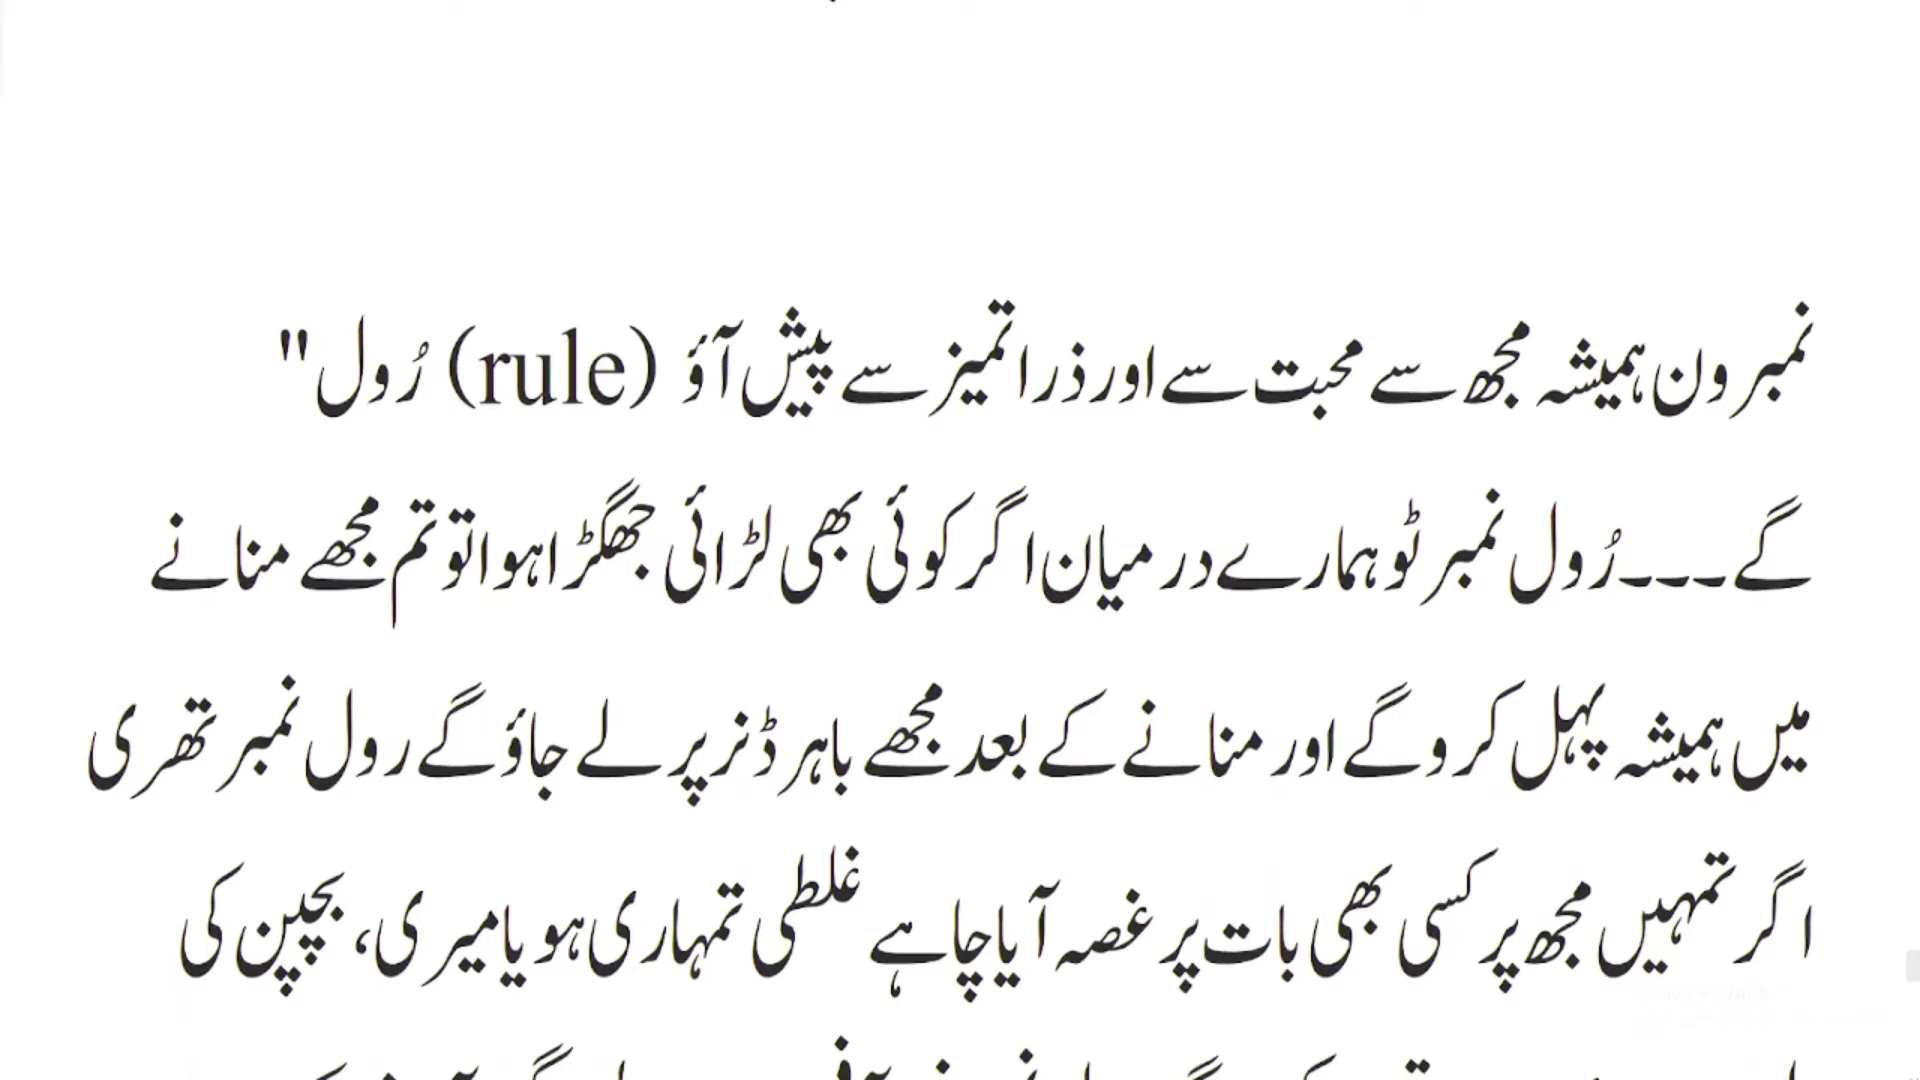 نمبر ون ہمیشہ مجھ سے محبت سے اور ذرا تمیز سے پیش آؤ (rule) رُول"
گے۔۔۔رُول نمبر ٹو ہمارے درمیان اگر کوئی بھی لڑائی جھگڑا ہوا تو تم مجھے منانے
میں ہمیشہ پہل کرو گے اور منانے کے بعد مجھے باہر ڈنر پر لے جاؤ گے رول نمبر تھری
اگر تمہیں مجھ پر کسی بھی بات پر غصہ آیا چاہے غلطی تمہاری ہو یا میری، بچپن کی